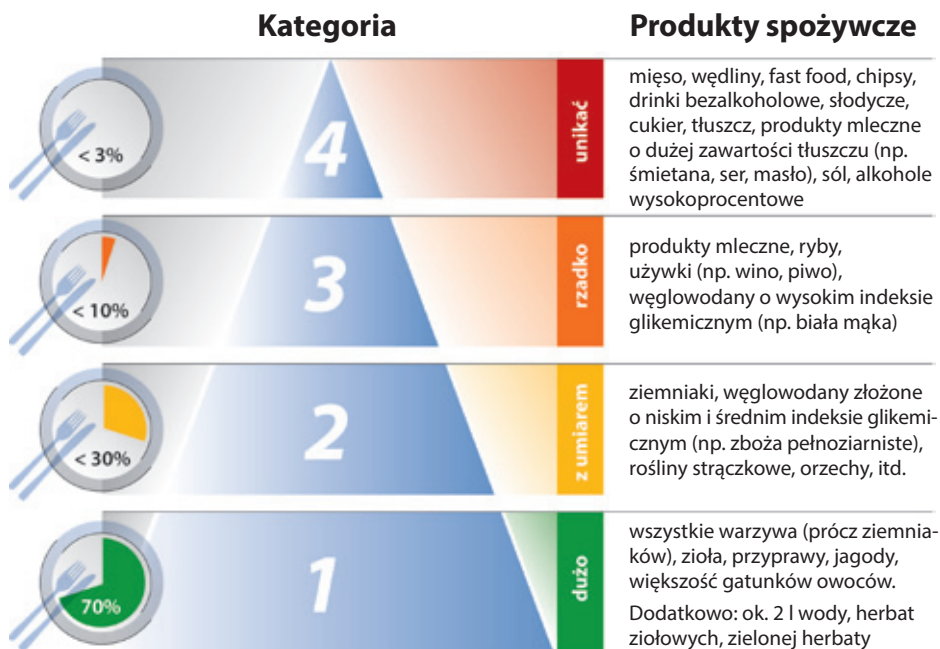 Kategoria
Produkty spożywcze
< 3%
4
unikać
mięso, wędliny, fast food, chipsy,
drinki bezalkoholowe, słodycze,
cukier, tłuszcz, produkty mleczne
o dużej zawartości tłuszczu (np.
śmietana, ser, masło), sól, alkohole
wysokoprocentowe
< 10%
3
rzadko
produkty mleczne, ryby,
używki (np. wino, piwo),
węglowodany o wysokim indeksie
glikemicznym (np. biała mąka)
< 30%
2
z umiarem
ziemniaki, węglowodany złożone
o niskim i średnim indeksie glikemi-
cznym (np. zboża pełnoziarniste),
rośliny strączkowe, orzechy, itd.
70%
1
dużo
wszystkie warzywa (prócz ziemnia-
ków), zioła, przyprawy, jagody,
większość gatunków owoców.
Dodatkowo: ok. 2 l wody, herbat
ziołowych, zielonej herbaty